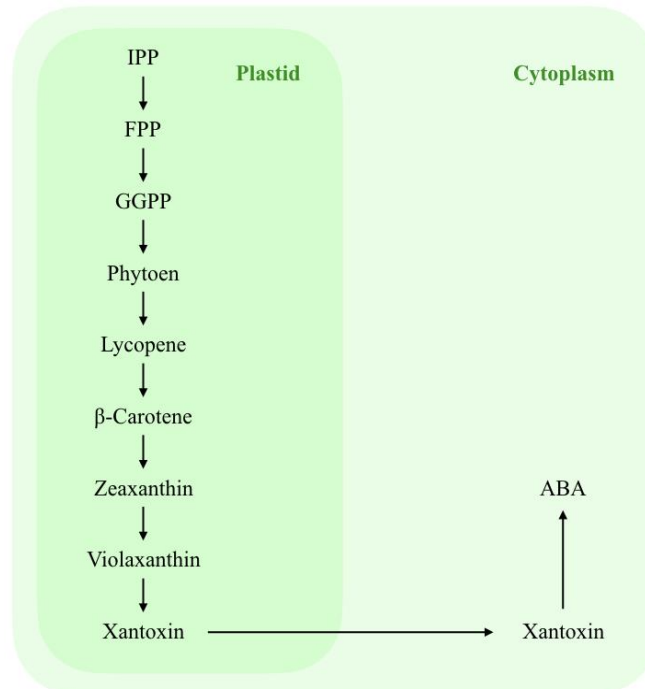 IPP
Plastid
Cytoplasm
FPP
GGPP
Phytoen
Lycopene
β-Carotene
Zeaxanthin
ABA
Violaxanthin
Xantoxin
Xantoxin